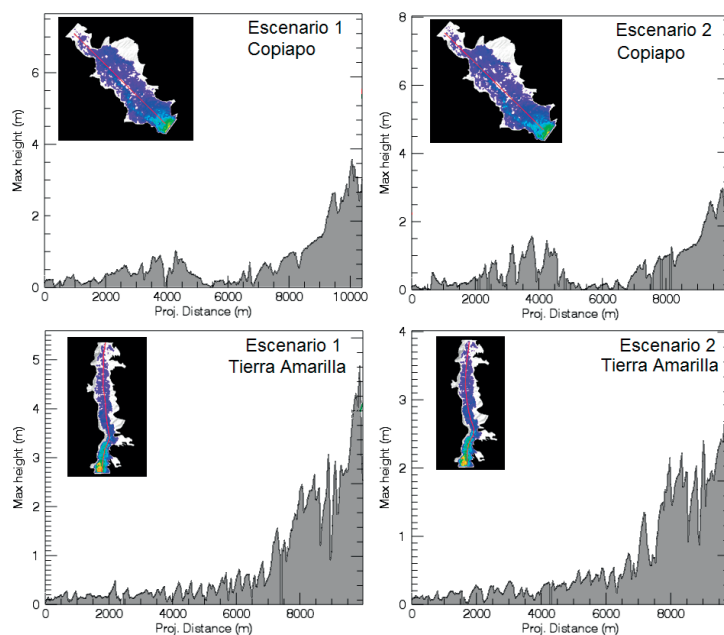 Escenario 1
Copiapo
Max height (m)
6
4
2
0
0 2000 4000 6000 8000 10000
Proj. Distance (m)
Escenario 2
Copiapo
Max height (m)
8
6
4
2
0
0 2000 4000 6000 8000
Proj. Distance (m)
Escenario 1
Tierra Amarilla
Max height (m)
5
4
3
2
1
0
0 2000 4000 6000 8000
Proj. Distance (m)
Escenario 2
Tierra Amarilla
Max height (m)
4
3
2
1
0
0 2000 4000 6000 8000
Proj. Distance (m)